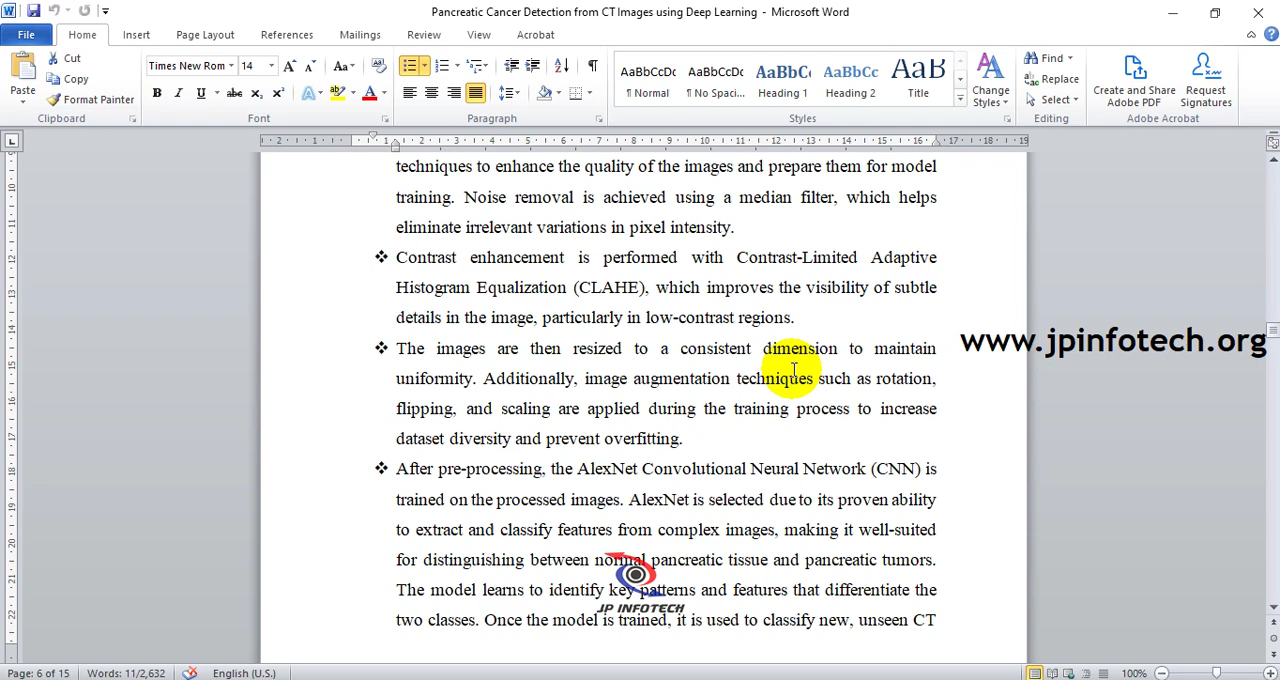 Pancreatic Cancer Detection from CT Images using Deep Learning - Microsoft Word
File Home Insert Page Layout References Mailings Review View Acrobat
Paste
Cut
Copy
Format Painter
Clipboard
Times New Rom 14
Font
Paragraph
AaBbCcDc AaBbCcDc AaBbC AaBbCc AaB
¶ Normal ¶ No Spaci... Heading 1 Heading 2 Title
Change Styles
Styles
Find
Replace
Select
Editing
Create and Share Adobe PDF
Request Signatures
Adobe Acrobat
techniques to enhance the quality of the images and prepare them for model
training. Noise removal is achieved using a median filter, which helps
eliminate irrelevant variations in pixel intensity.
❖ Contrast enhancement is performed with Contrast-Limited Adaptive
Histogram Equalization (CLAHE), which improves the visibility of subtle
details in the image, particularly in low-contrast regions.
❖ The images are then resized to a consistent dimension to maintain
uniformity. Additionally, image augmentation techniques such as rotation,
flipping, and scaling are applied during the training process to increase
dataset diversity and prevent overfitting.
❖ After pre-processing, the AlexNet Convolutional Neural Network (CNN) is
trained on the processed images. AlexNet is selected due to its proven ability
to extract and classify features from complex images, making it well-suited
for distinguishing between normal pancreatic tissue and pancreatic tumors.
The model learns to identify key patterns and features that differentiate the
two classes. Once the model is trained, it is used to classify new, unseen CT
www.jpinfotech.org
JP INFOTECH
Page: 6 of 15 Words: 11/2,632 English (U.S.) 100%